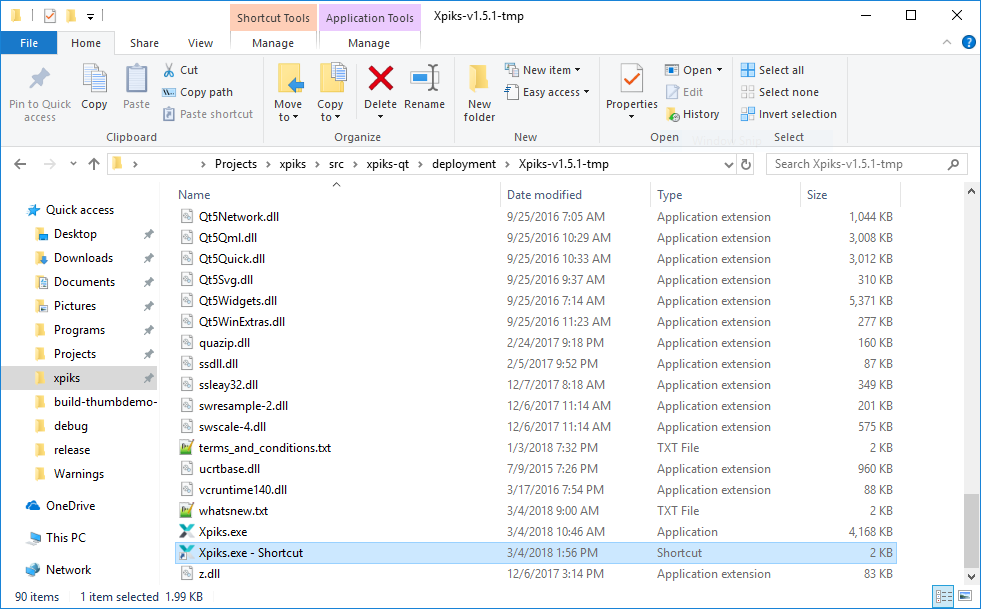 Shortcut Tools Application Tools Xpiks-v1.5.1-tmp
File Home Share View Manage Manage
Pin to Quick access
Copy
Paste
Cut
Copy path
Paste shortcut
Clipboard
Move to
Copy to
Delete
Rename
Organize
New folder
New item
Easy access
New
Properties
Open
Edit
History
Open
Select all
Select none
Invert selection
Select
Projects xpiks src xpiks-qt deployment Xpiks-v1.5.1-tmp
Search Xpiks-v1.5.1-tmp
Quick access
Desktop
Downloads
Documents
Pictures
Programs
Projects
xpiks
build-thumbdemo-
debug
release
Warnings
OneDrive
This PC
Network
Name Date modified Type Size
Qt5Network.dll 9/25/2016 7:05 AM Application extension 1,044 KB
Qt5Qml.dll 9/25/2016 10:29 AM Application extension 3,008 KB
Qt5Quick.dll 9/25/2016 10:33 AM Application extension 3,012 KB
Qt5Svg.dll 9/25/2016 9:37 AM Application extension 310 KB
Qt5Widgets.dll 9/25/2016 7:14 AM Application extension 5,371 KB
Qt5WinExtras.dll 9/25/2016 11:23 AM Application extension 277 KB
quazip.dll 2/24/2017 9:18 PM Application extension 160 KB
ssdll.dll 2/5/2017 9:52 PM Application extension 87 KB
ssleay32.dll 12/7/2017 8:18 AM Application extension 349 KB
swresample-2.dll 12/6/2017 11:14 AM Application extension 201 KB
swscale-4.dll 12/6/2017 11:14 AM Application extension 575 KB
terms_and_conditions.txt 1/3/2018 7:32 PM TXT File 2 KB
ucrtbase.dll 7/9/2015 7:26 PM Application extension 960 KB
vcruntime140.dll 3/17/2016 7:54 PM Application extension 88 KB
whatsnew.txt 3/4/2018 9:00 AM TXT File 2 KB
Xpiks.exe 3/4/2018 10:46 AM Application 4,168 KB
Xpiks.exe - Shortcut 3/4/2018 1:56 PM Shortcut 2 KB
z.dll 12/6/2017 3:14 PM Application extension 83 KB
90 items 1 item selected 1.99 KB